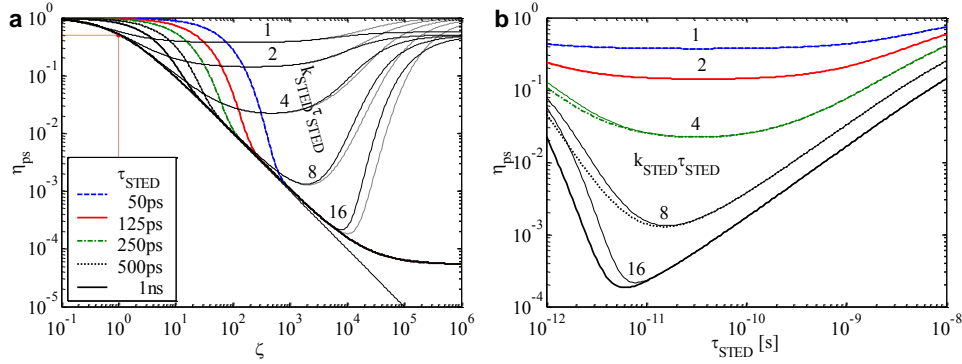 a
10^0
10^-1
10^-2
10^-3
10^-4
10^-5
η_ps
1
2
4
8
16
k_STED τ_STED
τ_STED
50ps
125ps
250ps
500ps
1ns
10^-1
10^0
10^1
10^2
10^3
10^4
10^5
10^6
ζ
b
10^0
10^-1
10^-2
10^-3
10^-4
η_ps
1
2
4
k_STED τ_STED
8
16
10^-12
10^-11
10^-10
10^-9
10^-8
τ_STED [s]